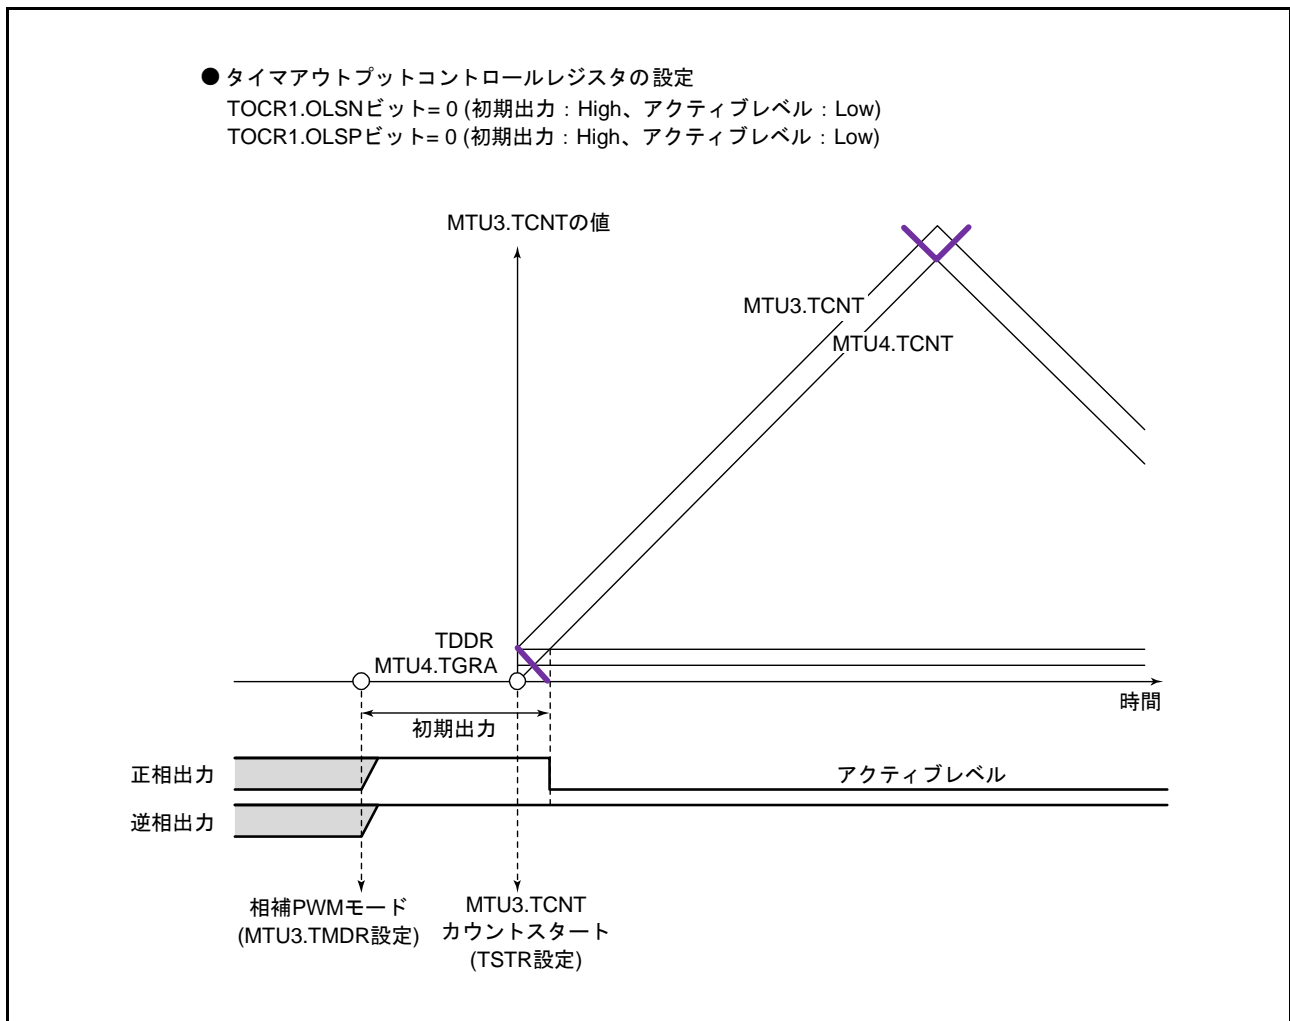 ● タイマアウトプットコントロールレジスタの設定
TOCR1.OLSNビット= 0 (初期出力：High、アクティブレベル：Low)
TOCR1.OLSPビット= 0 (初期出力：High、アクティブレベル：Low)
MTU3.TCNTの値
MTU3.TCNT
MTU4.TCNT
TDDR
MTU4.TGRA
時間
初期出力
正相出力
アクティブレベル
逆相出力
相補PWMモード
(MTU3.TMDR設定)
MTU3.TCNT
カウントスタート
(TSTR設定)